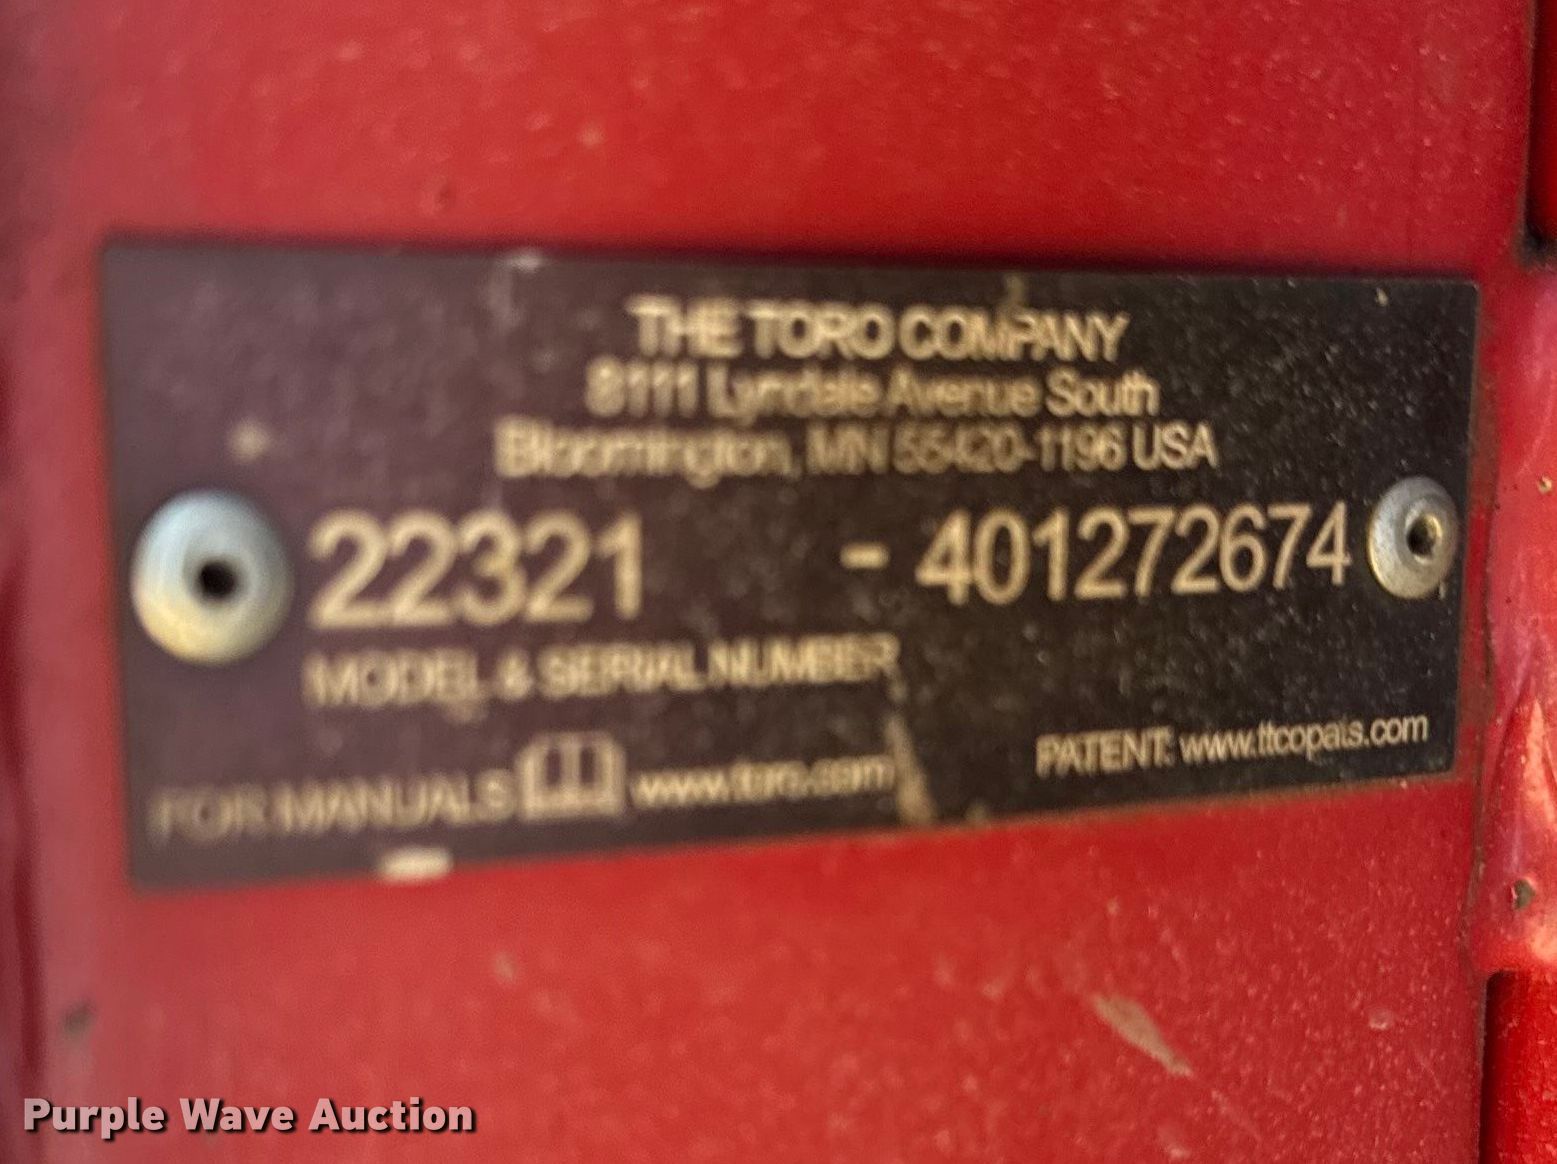 THE TORO COMPANY
8111 Lyndale Avenue South
Bloomington, MN 55420-1196 USA
22321 - 401272674
MODEL & SERIAL NUMBER
FOR MANUALS www.toro.com
PATENT: www.ttcopats.com
Purple Wave Auction